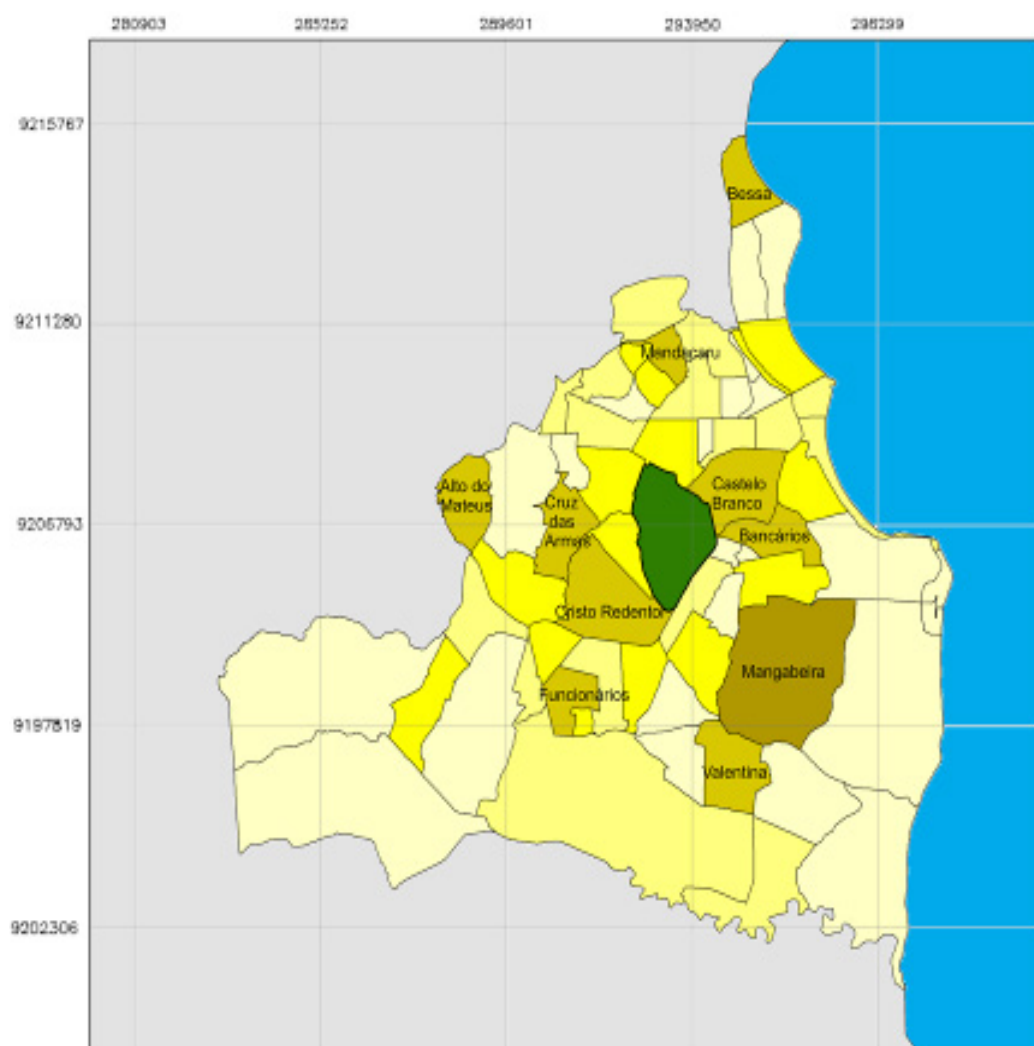 280903 285252 289601 293950 298299
9215767
Bessa
9211280
Mandacaru
Alto do
Mateus
Castelo
Branco
Cruz
das
Armas
9206793
Bancários
Cristo Redentor
Mangabeira
Funcionários
9197819
Valentina
9202306